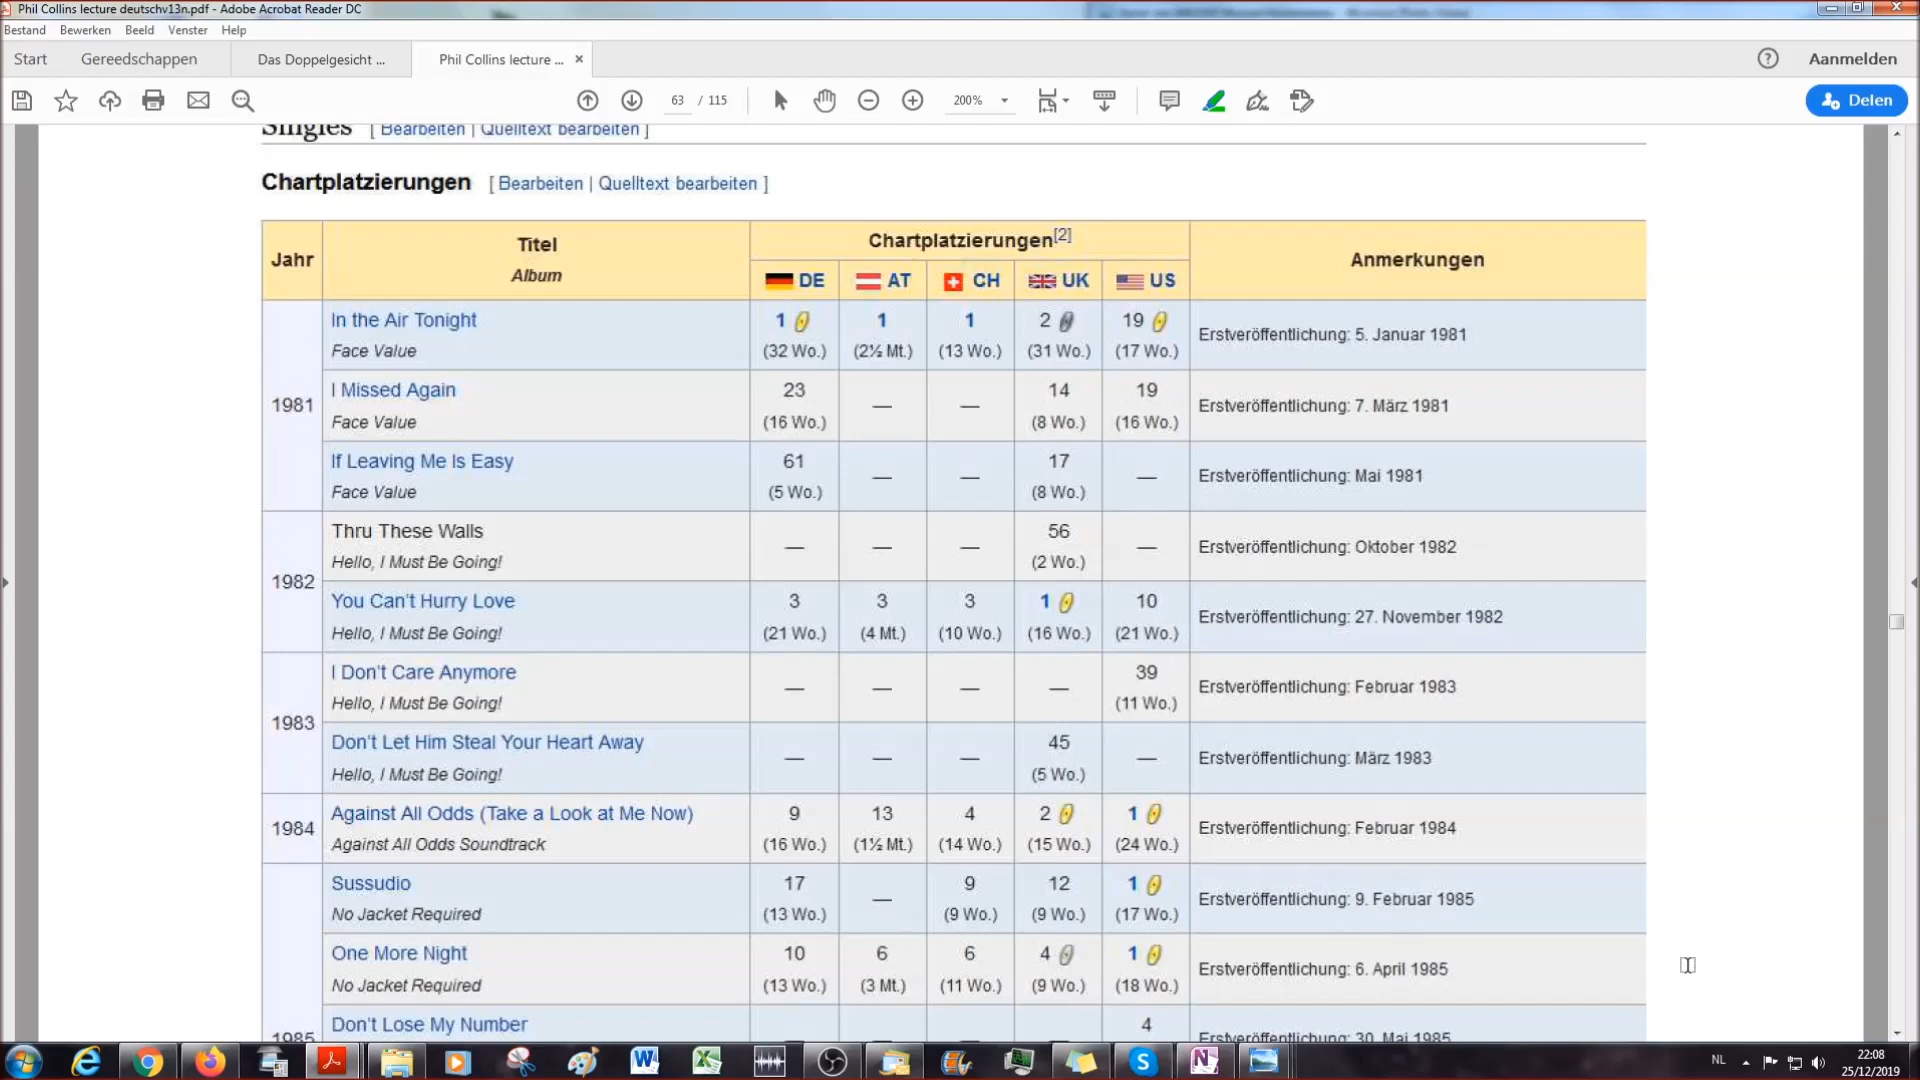 Phil Collins lecture deutschv13n.pdf - Adobe Acrobat Reader DC
Bestand Bewerken Beeld Venster Help
Start Gereedschappen Das Doppelgesicht ... Phil Collins lecture ... × Aanmelden
63 / 115 200% Delen
Singles [ Bearbeiten | Quelltext bearbeiten ]
Chartplatzierungen [ Bearbeiten | Quelltext bearbeiten ]
Jahr Titel Album Chartplatzierungen[2] Anmerkungen
DE AT CH UK US
1981
In the Air Tonight 1 1 1 2 19
Face Value (32 Wo.) (2½ Mt.) (13 Wo.) (31 Wo.) (17 Wo.)
Erstveröffentlichung: 5. Januar 1981
I Missed Again 23 — — 14 19
Face Value (16 Wo.) (8 Wo.) (16 Wo.)
Erstveröffentlichung: 7. März 1981
If Leaving Me Is Easy 61 — — 17 —
Face Value (5 Wo.) (8 Wo.)
Erstveröffentlichung: Mai 1981
1982
Thru These Walls — — — 56 —
Hello, I Must Be Going! (2 Wo.)
Erstveröffentlichung: Oktober 1982
You Can't Hurry Love 3 3 3 1 10
Hello, I Must Be Going! (21 Wo.) (4 Mt.) (10 Wo.) (16 Wo.) (21 Wo.)
Erstveröffentlichung: 27. November 1982
1983
I Don't Care Anymore — — — — 39
Hello, I Must Be Going! (11 Wo.)
Erstveröffentlichung: Februar 1983
Don't Let Him Steal Your Heart Away — — — 45 —
Hello, I Must Be Going! (5 Wo.)
Erstveröffentlichung: März 1983
1984
Against All Odds (Take a Look at Me Now) 9 13 4 2 1
Against All Odds Soundtrack (16 Wo.) (1½ Mt.) (14 Wo.) (15 Wo.) (24 Wo.)
Erstveröffentlichung: Februar 1984
Sussudio 17 — 9 12 1
No Jacket Required (13 Wo.) (9 Wo.) (9 Wo.) (17 Wo.)
Erstveröffentlichung: 9. Februar 1985
One More Night 10 6 6 4 1
No Jacket Required (13 Wo.) (3 Mt.) (11 Wo.) (9 Wo.) (18 Wo.)
Erstveröffentlichung: 6. April 1985
1985
Don't Lose My Number 4
Erstveröffentlichung: 30. Mai 1985
NL 22:08
25/12/2019